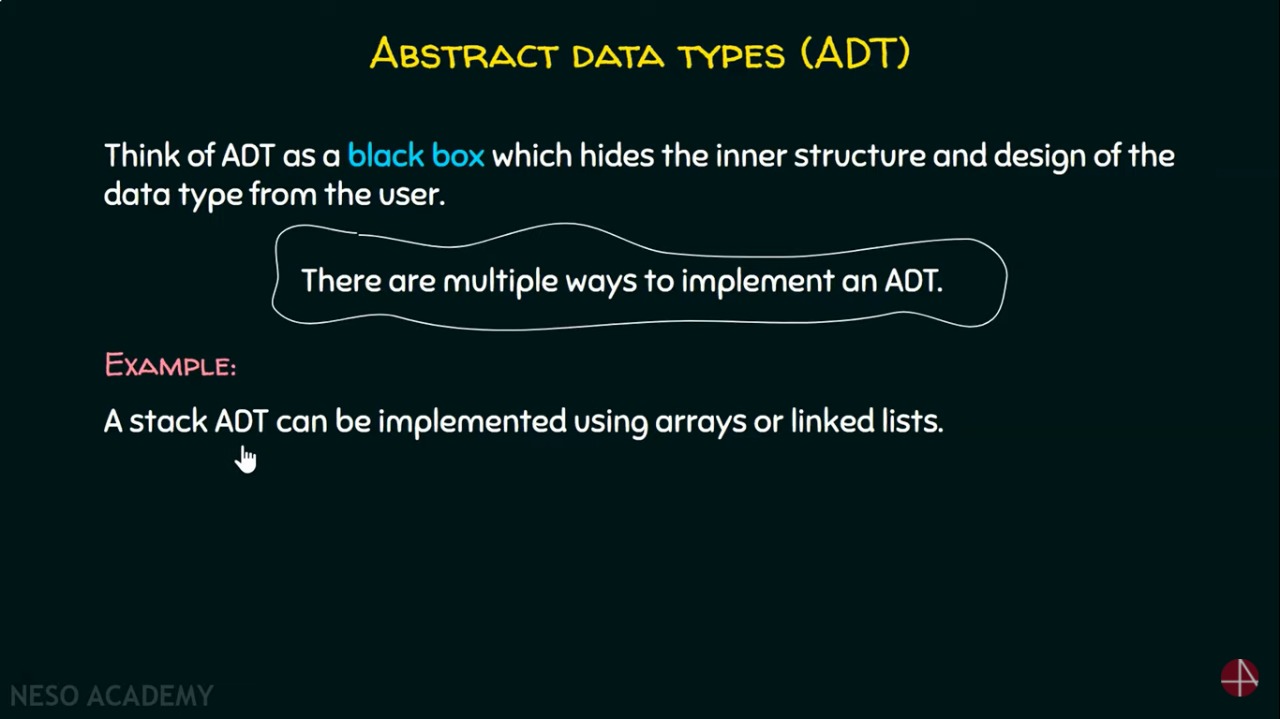 ABSTRACT DATA TYPES (ADT)
Think of ADT as a black box which hides the inner structure and design of the
data type from the user.
There are multiple ways to implement an ADT.
EXAMPLE:
A stack ADT can be implemented using arrays or linked lists.
NESO ACADEMY